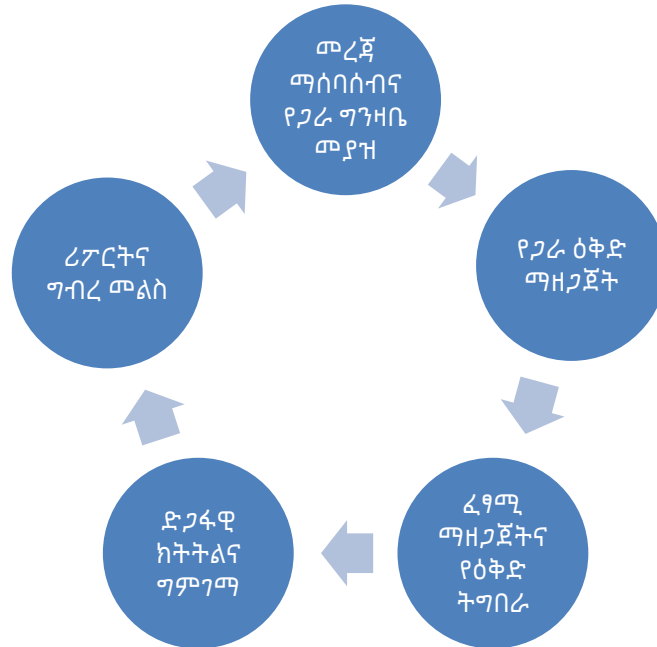 መረጃ
ማሰባሰብና
የጋራ ግንዛቤ
መያዝ
የጋራ ዕቅድ
ማዘጋጀት
ፈፃሚ
ማዘጋጀትና
የዕቅድ
ትግበራ
ድጋፋዊ
ክትትልና
ግምገማ
ሪፖርትና
ግብረ መልስ